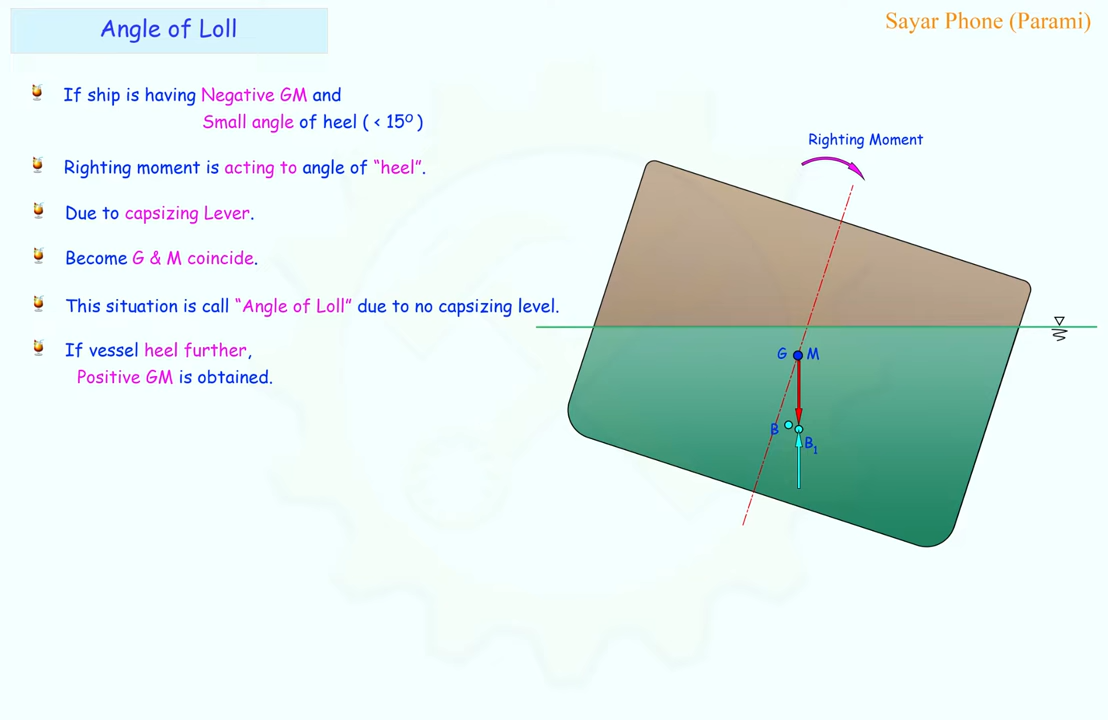 Angle of Loll
Sayar Phone (Parami)
If ship is having Negative GM and
Small angle of heel ( < 15⁰ )
Righting moment is acting to angle of “heel”.
Due to capsizing Lever.
Become G & M coincide.
This situation is call “Angle of Loll” due to no capsizing level.
If vessel heel further,
Positive GM is obtained.
Righting Moment
G M
B
B₁